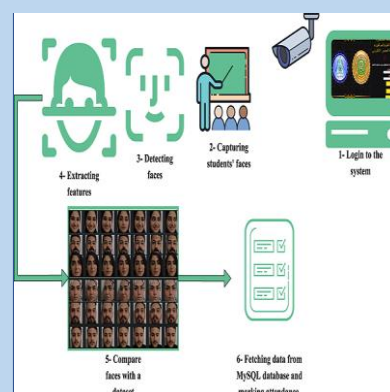 1- Login to the
system
2- Capturing
students' faces
3- Detecting
faces
4- Extracting
features
5- Compare
faces with a
dataset
6- Fetching data from
MySQL database and
marking attendance